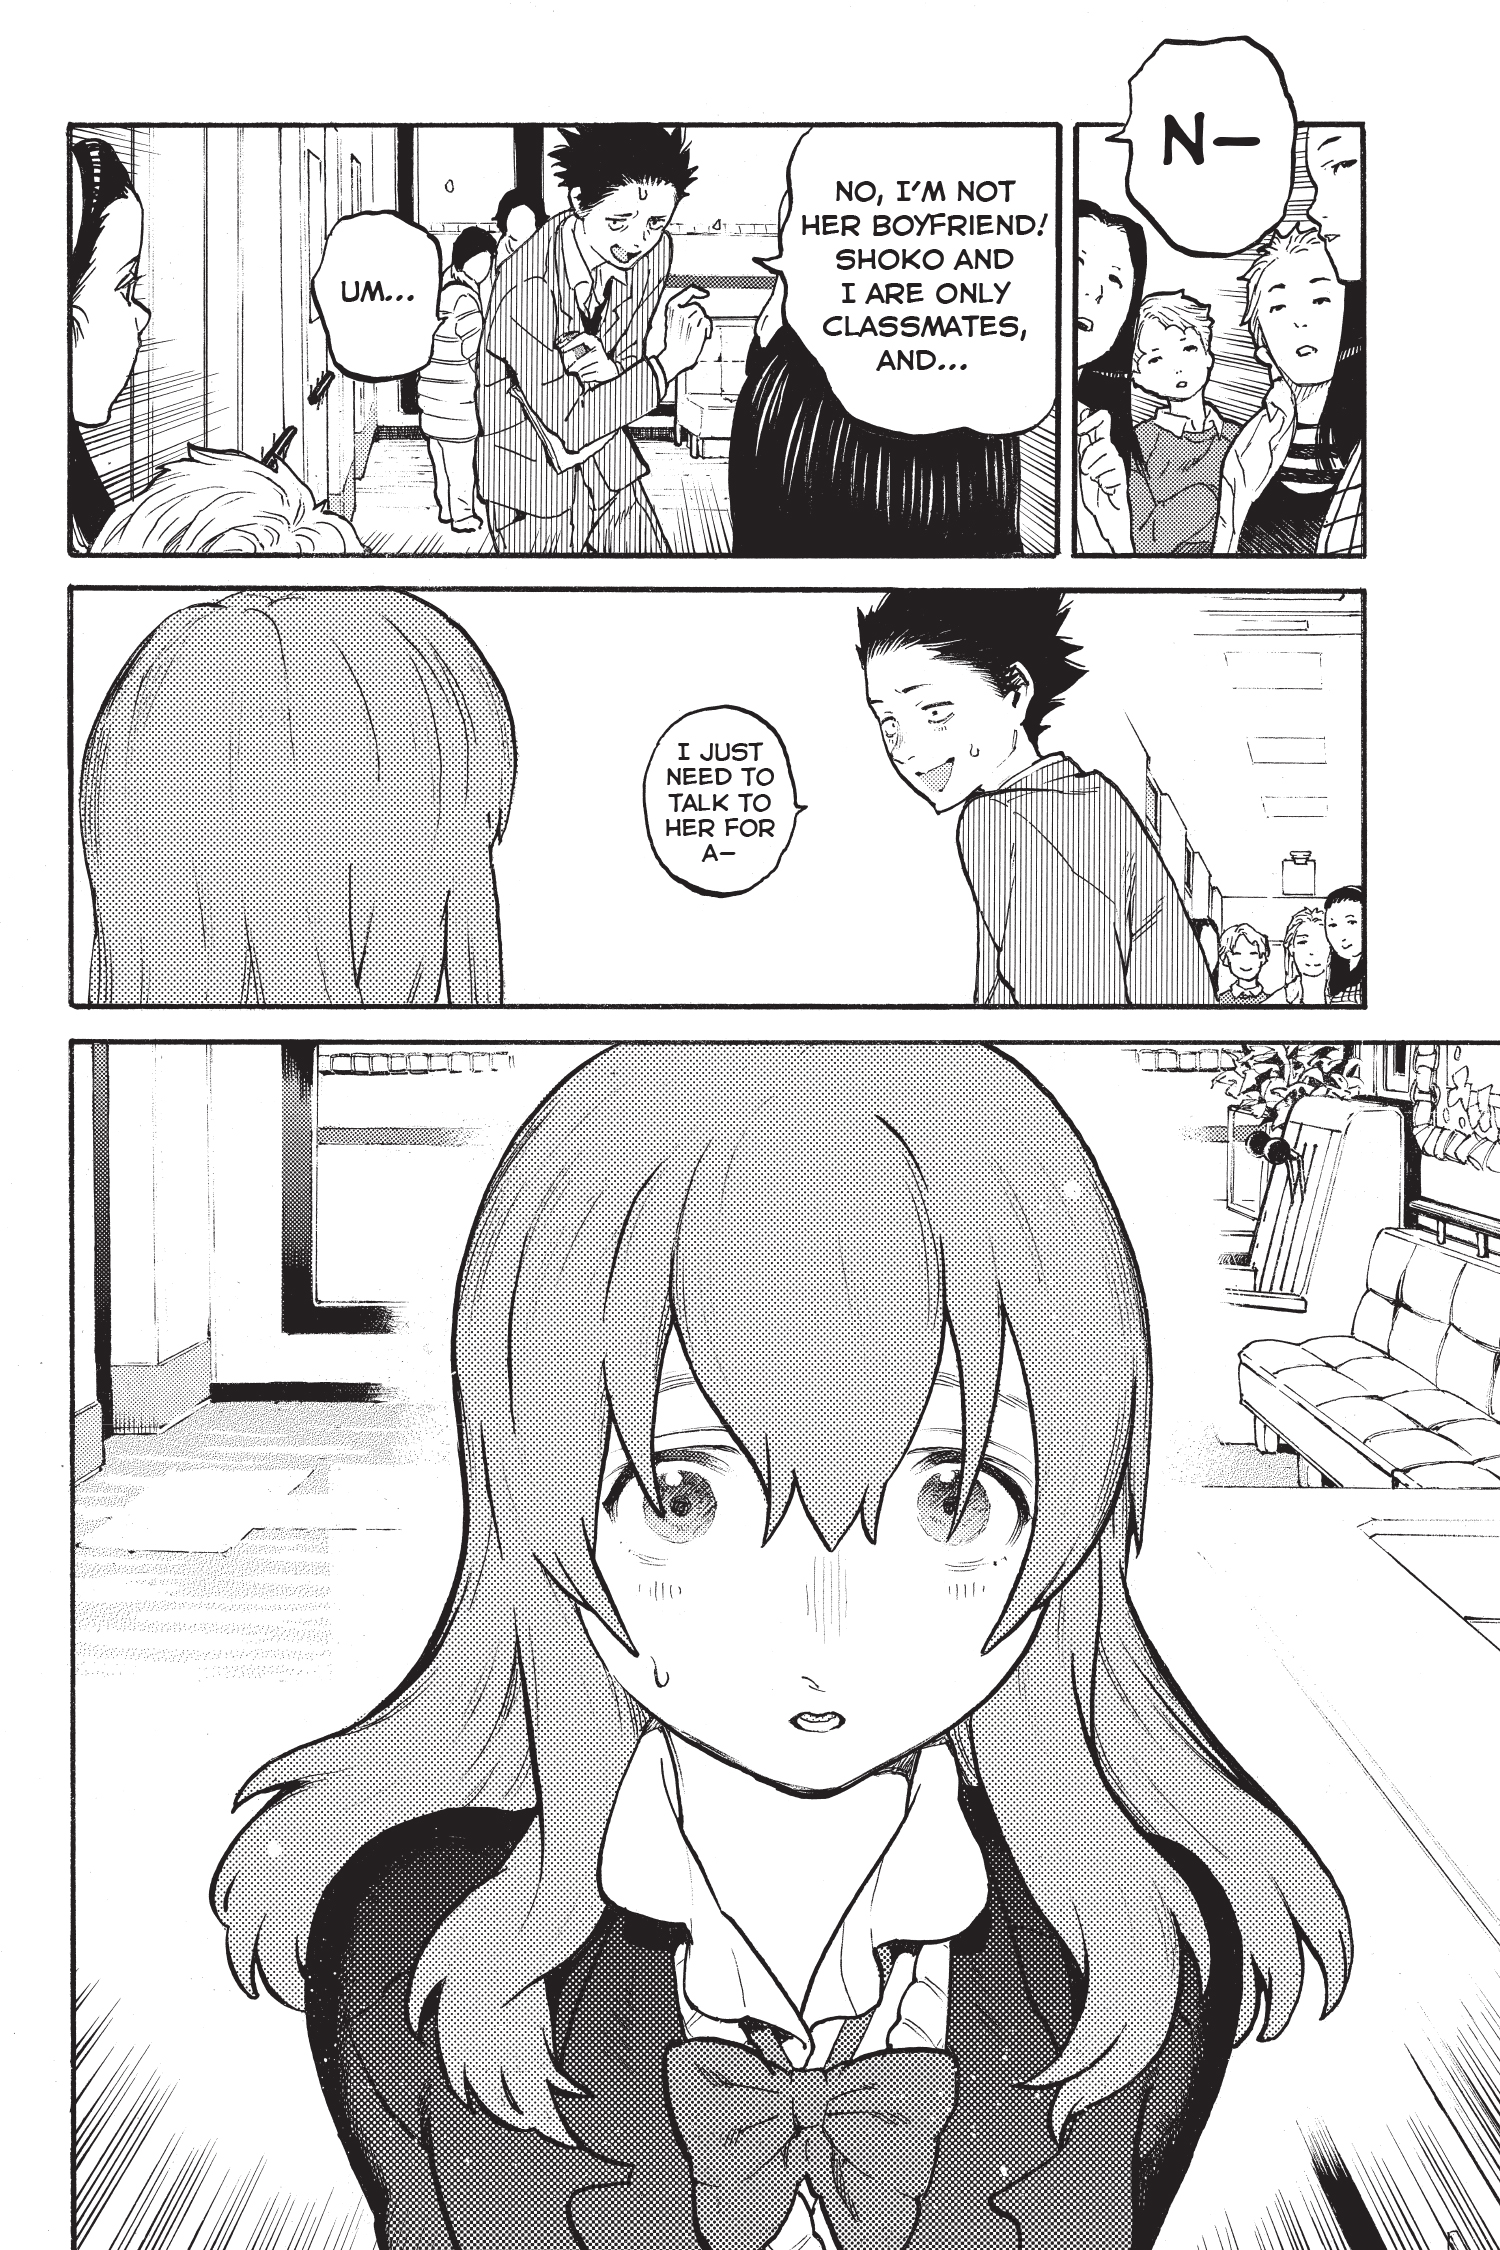 N—
NO, I'M NOT
HER BOYFRIEND!
SHOKO AND
I ARE ONLY
CLASSMATES,
AND...
UM...
I JUST
NEED TO
TALK TO
HER FOR
A—